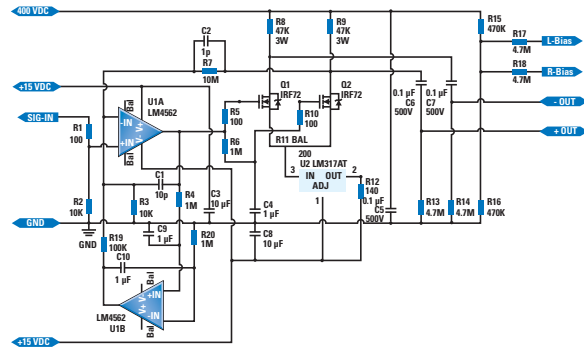 400 VDC
R8
47K
3W
R9
47K
3W
R15
470K
C2
1p
R17
4.7M
L-Bias
R7
10M
R18
4.7M
R-Bias
+15 VDC
Bal
U1A
LM4562
Q1
IRF72
Q2
IRF72
0.1 µF
C6
500V
0.1 µF
C7
500V
- OUT
SIG-IN
-IN
V+
+IN
V-
Bal
R1
100
R5
100
R10
100
+ OUT
R6
1M
R11 BAL
200
U2 LM317AT
3
IN
OUT
2
ADJ
1
R12
140
0.1 µF
C5
500V
C1
10p
R2
10K
R3
10K
R4
1M
C3
10 µF
C4
1 µF
R13
4.7M
R14
4.7M
R16
470K
GND
GND
R19
100K
C9
1 µF
R20
1M
C8
10 µF
C10
1 µF
Bal
LM4562
U1B
V-
+IN
V+
-IN
Bal
+15 VDC